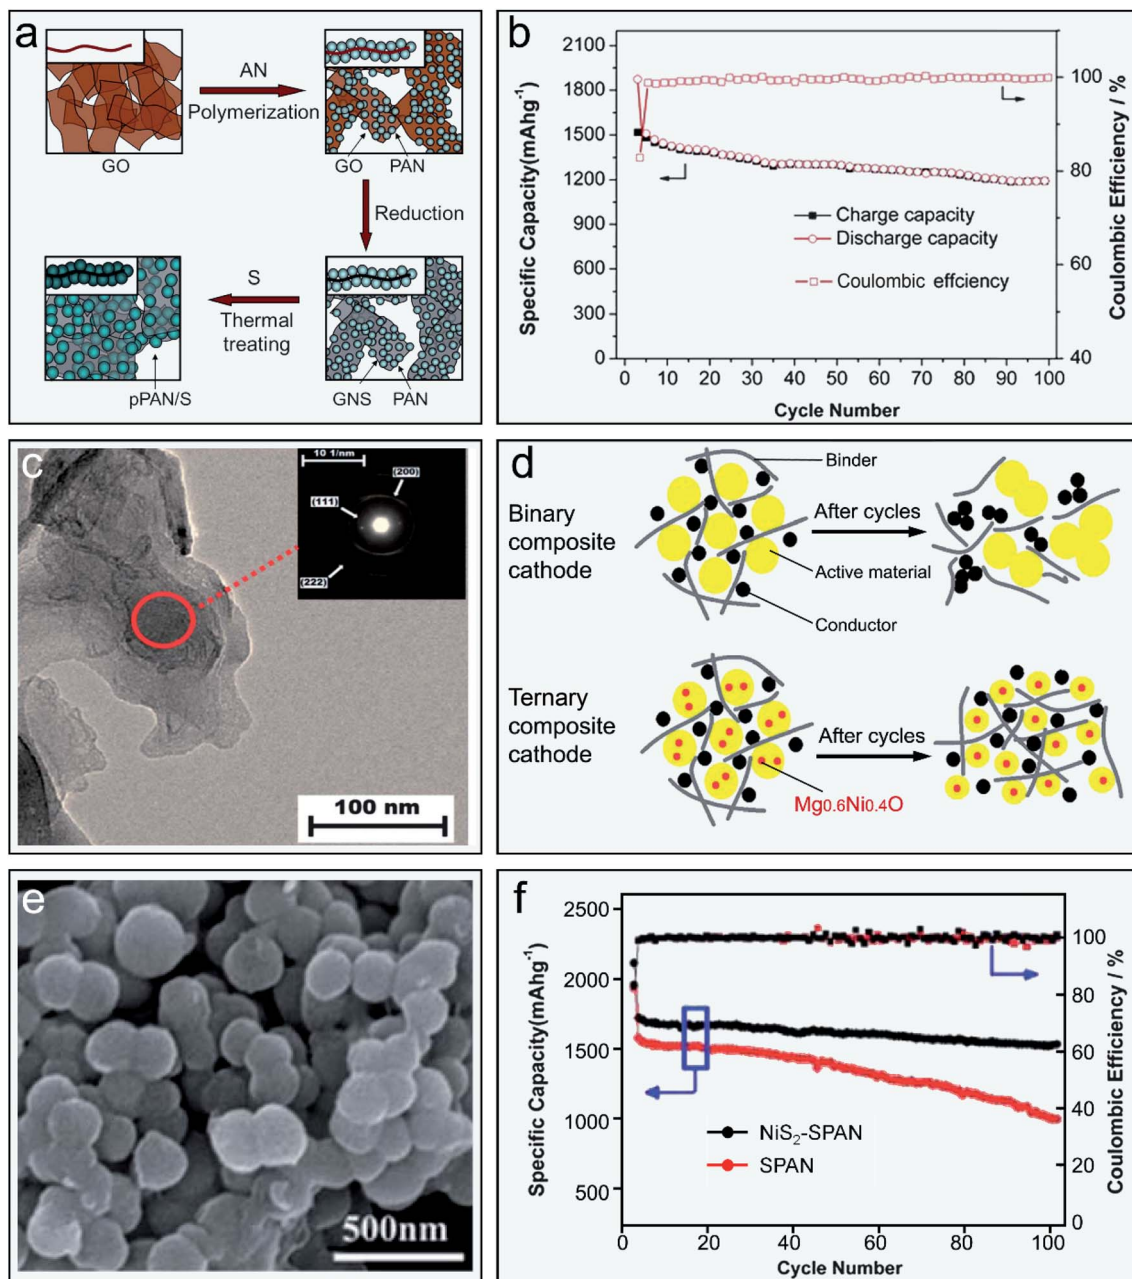 a
AN
Polymerization
GO
GO
PAN
Reduction
S
Thermal
treating
pPAN/S
GNS
PAN
b
2100
1800
1500
1200
900
600
300
0
Specific Capacity(mAhg⁻¹)
100
80
60
40
Coulombic Efficiency / %
Charge capacity
Discharge capacity
Coulombic effciency
0
10
20
30
40
50
60
70
80
90
100
Cycle Number
c
10 1/nm
(200)
(111)
(222)
100 nm
d
Binder
Binary
composite
cathode
After cycles
Active material
Conductor
Ternary
composite
cathode
After cycles
Mg0.6Ni0.4O
e
500nm
f
2500
2000
1500
1000
500
Specific Capacity(mAhg⁻¹)
100
80
60
40
20
0
Coulombic Efficiency / %
NiS₂-SPAN
SPAN
0
20
40
60
80
100
Cycle Number